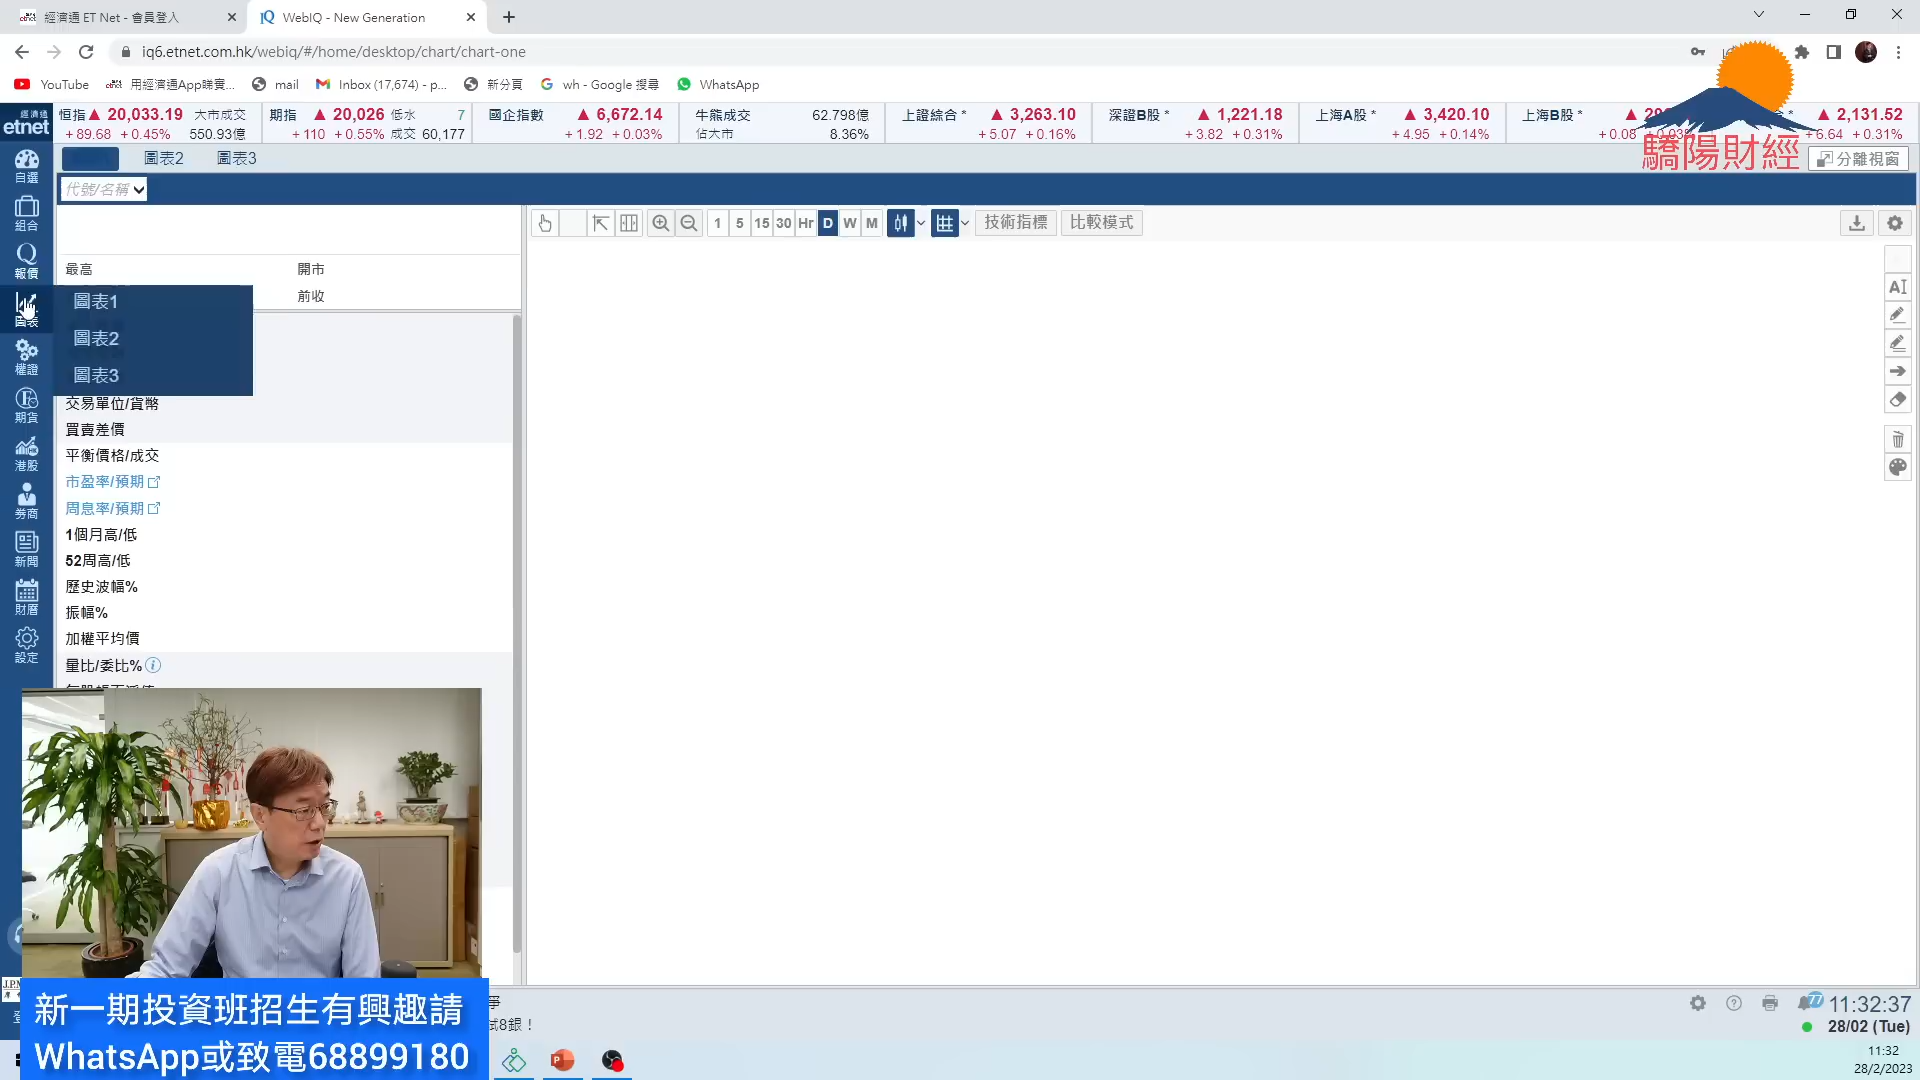 經濟通 ET Net - 會員登入
WebIQ - New Generation
iq6.etnet.com.hk/webiq/#/home/desktop/chart/chart-one
YouTube
用經濟通App睇實...
mail
Inbox (17,674) - p...
新分頁
wh - Google 搜尋
WhatsApp
經濟通
etnet
恒指▲ 20,033.19 大市成交
+ 89.68 + 0.45% 550.93億
期指 ▲ 20,026 低水 7
+ 110 + 0.55% 成交 60,177
國企指數 ▲ 6,672.14
+ 1.92 + 0.03%
牛熊成交 62.798億
佔大市 8.36%
上證綜合 * ▲ 3,263.10
+ 5.07 + 0.16%
深證B股 * ▲ 1,221.18
+ 3.82 + 0.31%
上海A股 * ▲ 3,420.10
+ 4.95 + 0.14%
上海B股 * ▲
+ 0.08
▲ 2,131.52
+ 6.64 + 0.31%
驕陽財經
分離視窗
圖表2
圖表3
代號/名稱
1 5 15 30 Hr D W M
技術指標
比較模式
自選
組合
報價
圖表
權證
期貨
港股
券商
新聞
財曆
設定
最高
開市
前收
圖表1
圖表2
圖表3
交易單位/貨幣
買賣差價
平衡價格/成交
市盈率/預期
周息率/預期
1個月高/低
52周高/低
歷史波幅%
振幅%
加權平均價
量比/委比%
AI
新一期投資班招生有興趣請
WhatsApp或致電68899180
試8銀！
77
11:32:37
28/02 (Tue)
11:32
28/2/2023